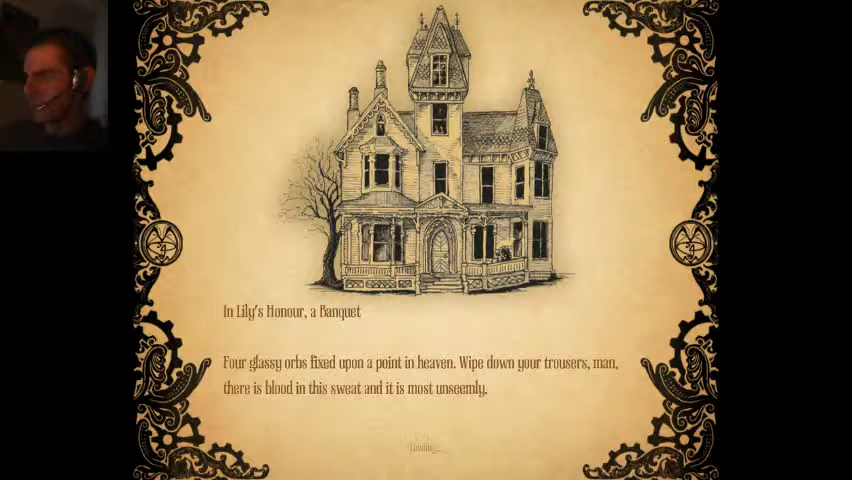 In Lily's Honour, a Banquet
Four glassy orbs fixed upon a point in heaven. Wipe down your trousers, man,
there is blood in this sweat and it is most unseemly.